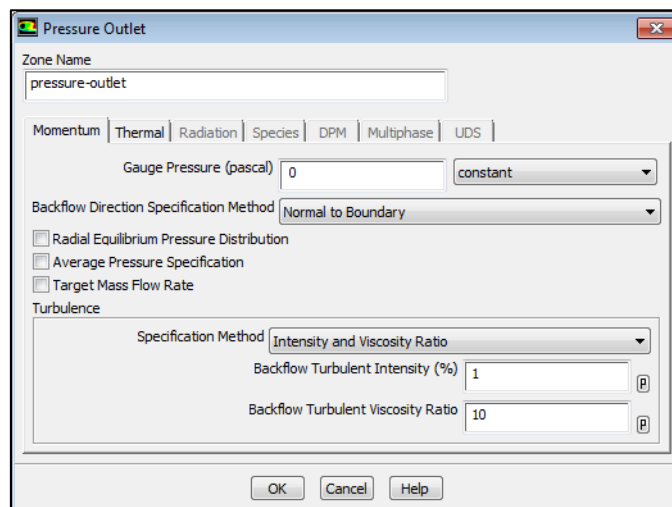 Pressure Outlet
Zone Name
pressure-outlet
Momentum Thermal Radiation Species DPM Multiphase UDS
Gauge Pressure (pascal) 0 constant
Backflow Direction Specification Method Normal to Boundary
Radial Equilibrium Pressure Distribution
Average Pressure Specification
Target Mass Flow Rate
Turbulence
Specification Method Intensity and Viscosity Ratio
Backflow Turbulent Intensity (%) 1 P
Backflow Turbulent Viscosity Ratio 10 P
OK Cancel Help